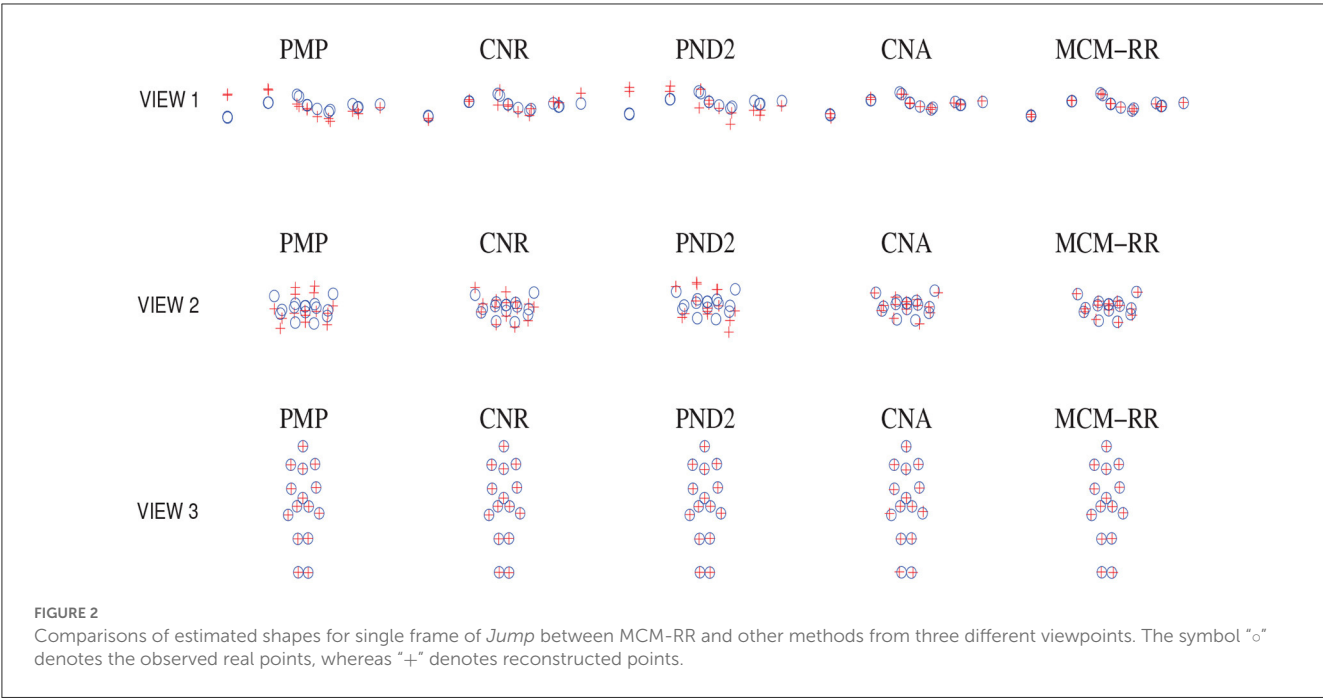 PMP CNR PND2 CNA MCM–RR
VIEW 1
PMP CNR PND2 CNA MCM–RR
VIEW 2
PMP CNR PND2 CNA MCM–RR
VIEW 3
FIGURE 2
Comparisons of estimated shapes for single frame of Jump between MCM-RR and other methods from three different viewpoints. The symbol “○”
denotes the observed real points, whereas “+” denotes reconstructed points.